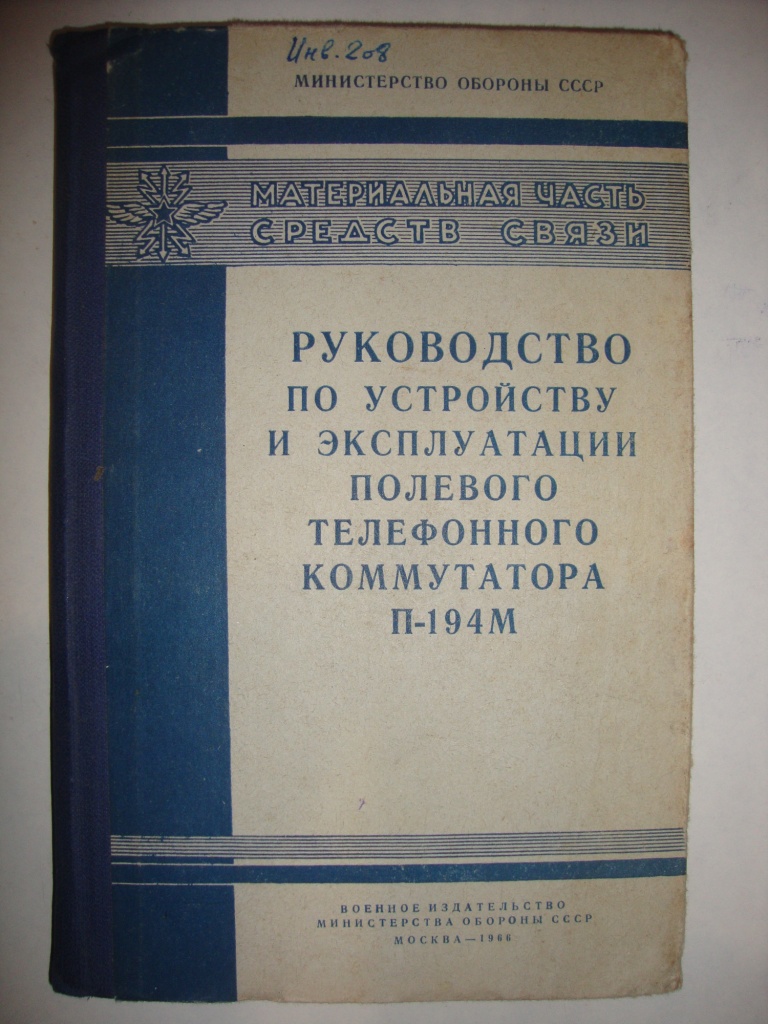 Инв. 208
МИНИСТЕРСТВО ОБОРОНЫ СССР
МАТЕРИАЛЬНАЯ ЧАСТЬ
СРЕДСТВ СВЯЗИ
РУКОВОДСТВО
ПО УСТРОЙСТВУ
И ЭКСПЛУАТАЦИИ
ПОЛЕВОГО
ТЕЛЕФОННОГО
КОММУТАТОРА
П-194М
ВОЕННОЕ ИЗДАТЕЛЬСТВО
МИНИСТЕРСТВА ОБОРОНЫ СССР
МОСКВА—1966